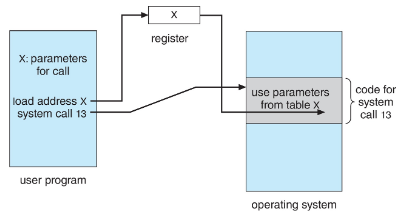 X
register
X: parameters
for call
load address X
system call 13
user program
use parameters
from table X
code for
system
call 13
operating system